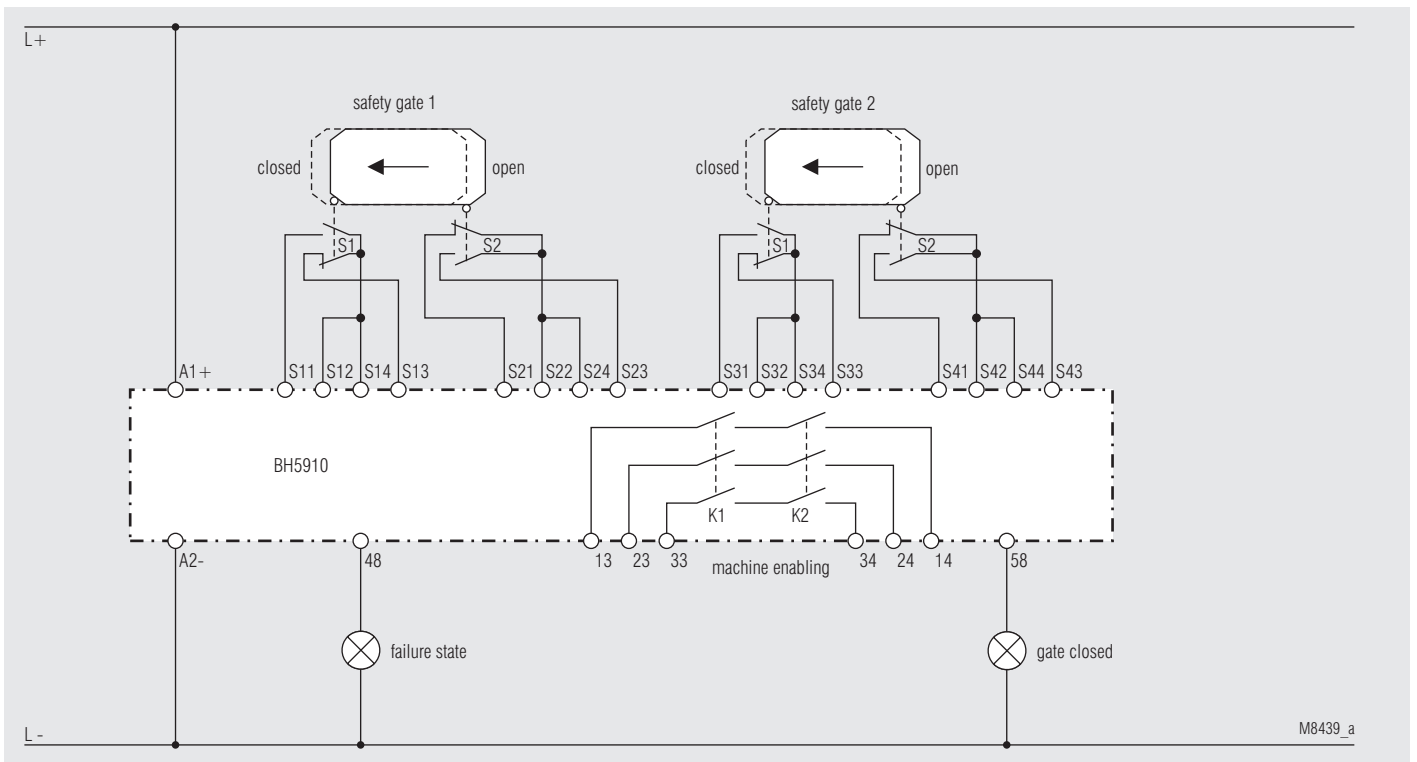 L+
safety gate 1
safety gate 2
closed
open
closed
open
S1
S2
S1
S2
A1+
S11
S12
S14
S13
S21
S22
S24
S23
S31
S32
S34
S33
S41
S42
S44
S43
BH5910
K1
K2
A2-
48
13
23
33
machine enabling
34
24
14
58
failure state
gate closed
L -
M8439_a